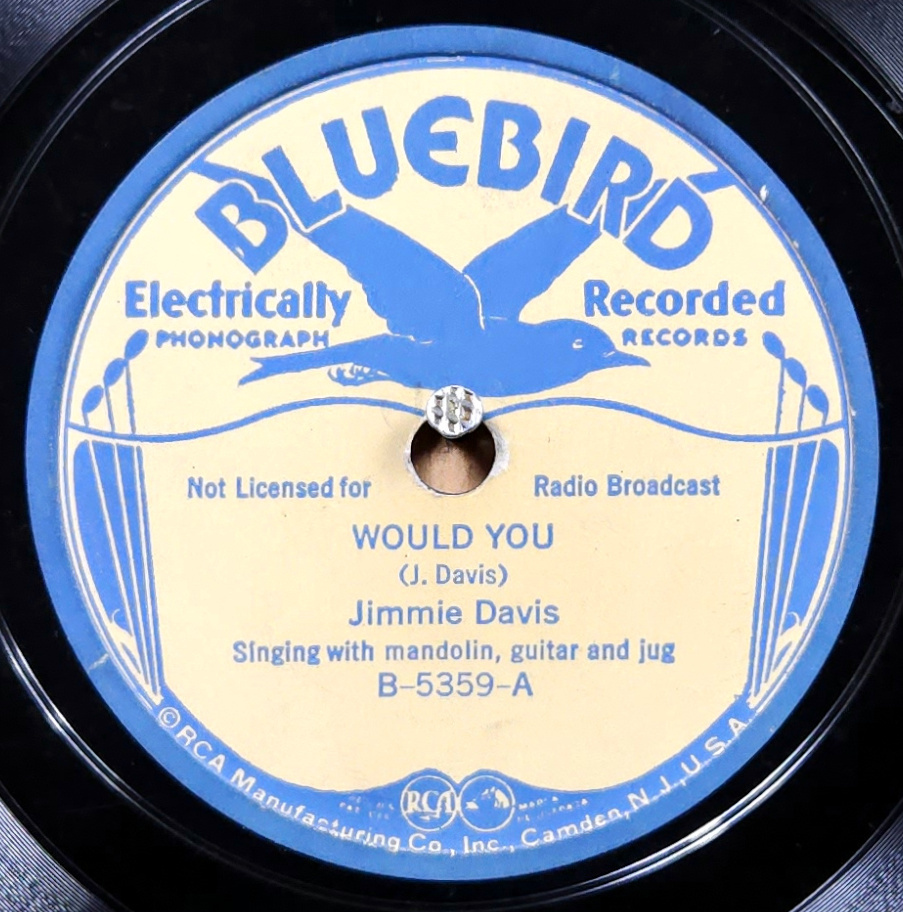 BLUEBIRD
Electrically Recorded
PHONOGRAPH RECORDS
Not Licensed for Radio Broadcast
WOULD YOU
(J. Davis)
Jimmie Davis
Singing with mandolin, guitar and jug
B-5359-A
RCA
© RCA Manufacturing Co., Inc., Camden, N.J., U.S.A.